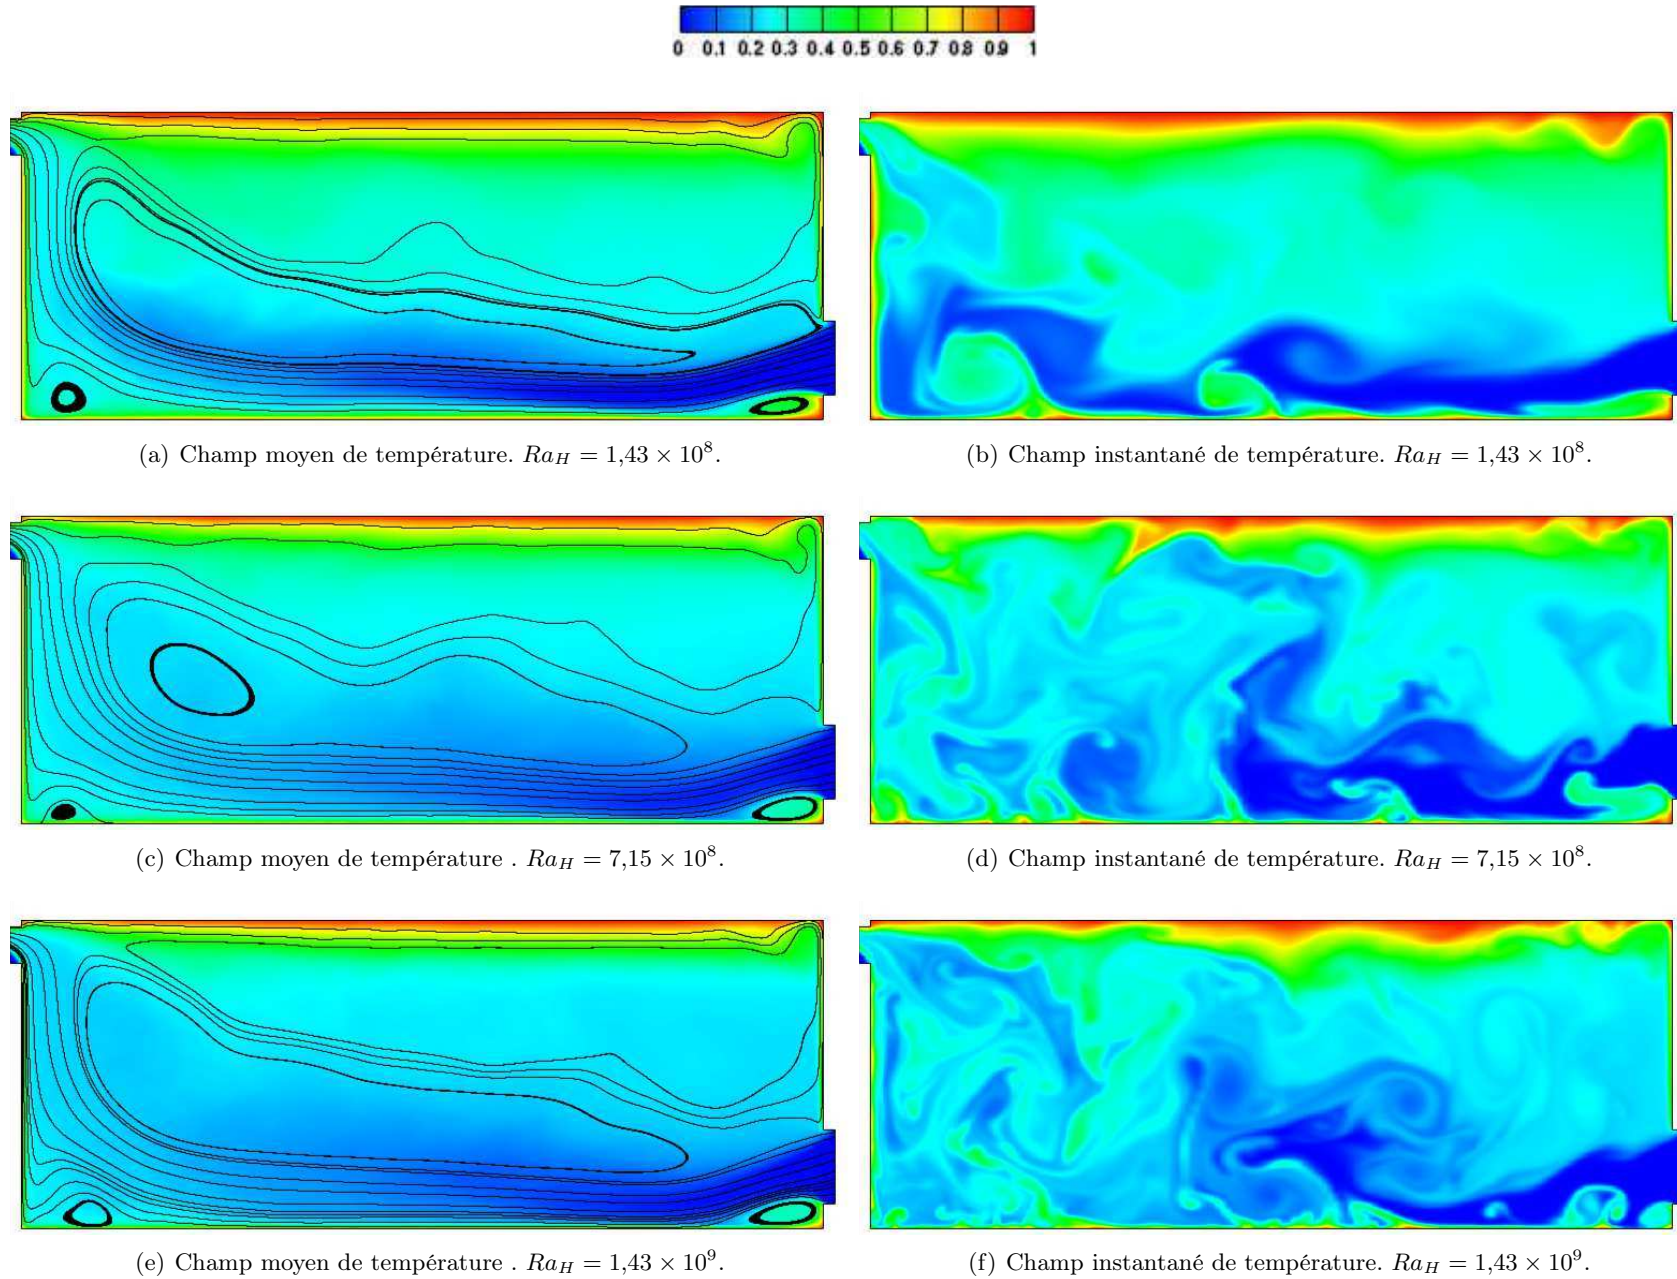 0 0.1 0.2 0.3 0.4 0.5 0.6 0.7 0.8 0.9 1
(a) Champ moyen de température. Ra_H = 1,43 × 10^8.
(b) Champ instantané de température. Ra_H = 1,43 × 10^8.
(c) Champ moyen de température . Ra_H = 7,15 × 10^8.
(d) Champ instantané de température. Ra_H = 7,15 × 10^8.
(e) Champ moyen de température . Ra_H = 1,43 × 10^9.
(f) Champ instantané de température. Ra_H = 1,43 × 10^9.